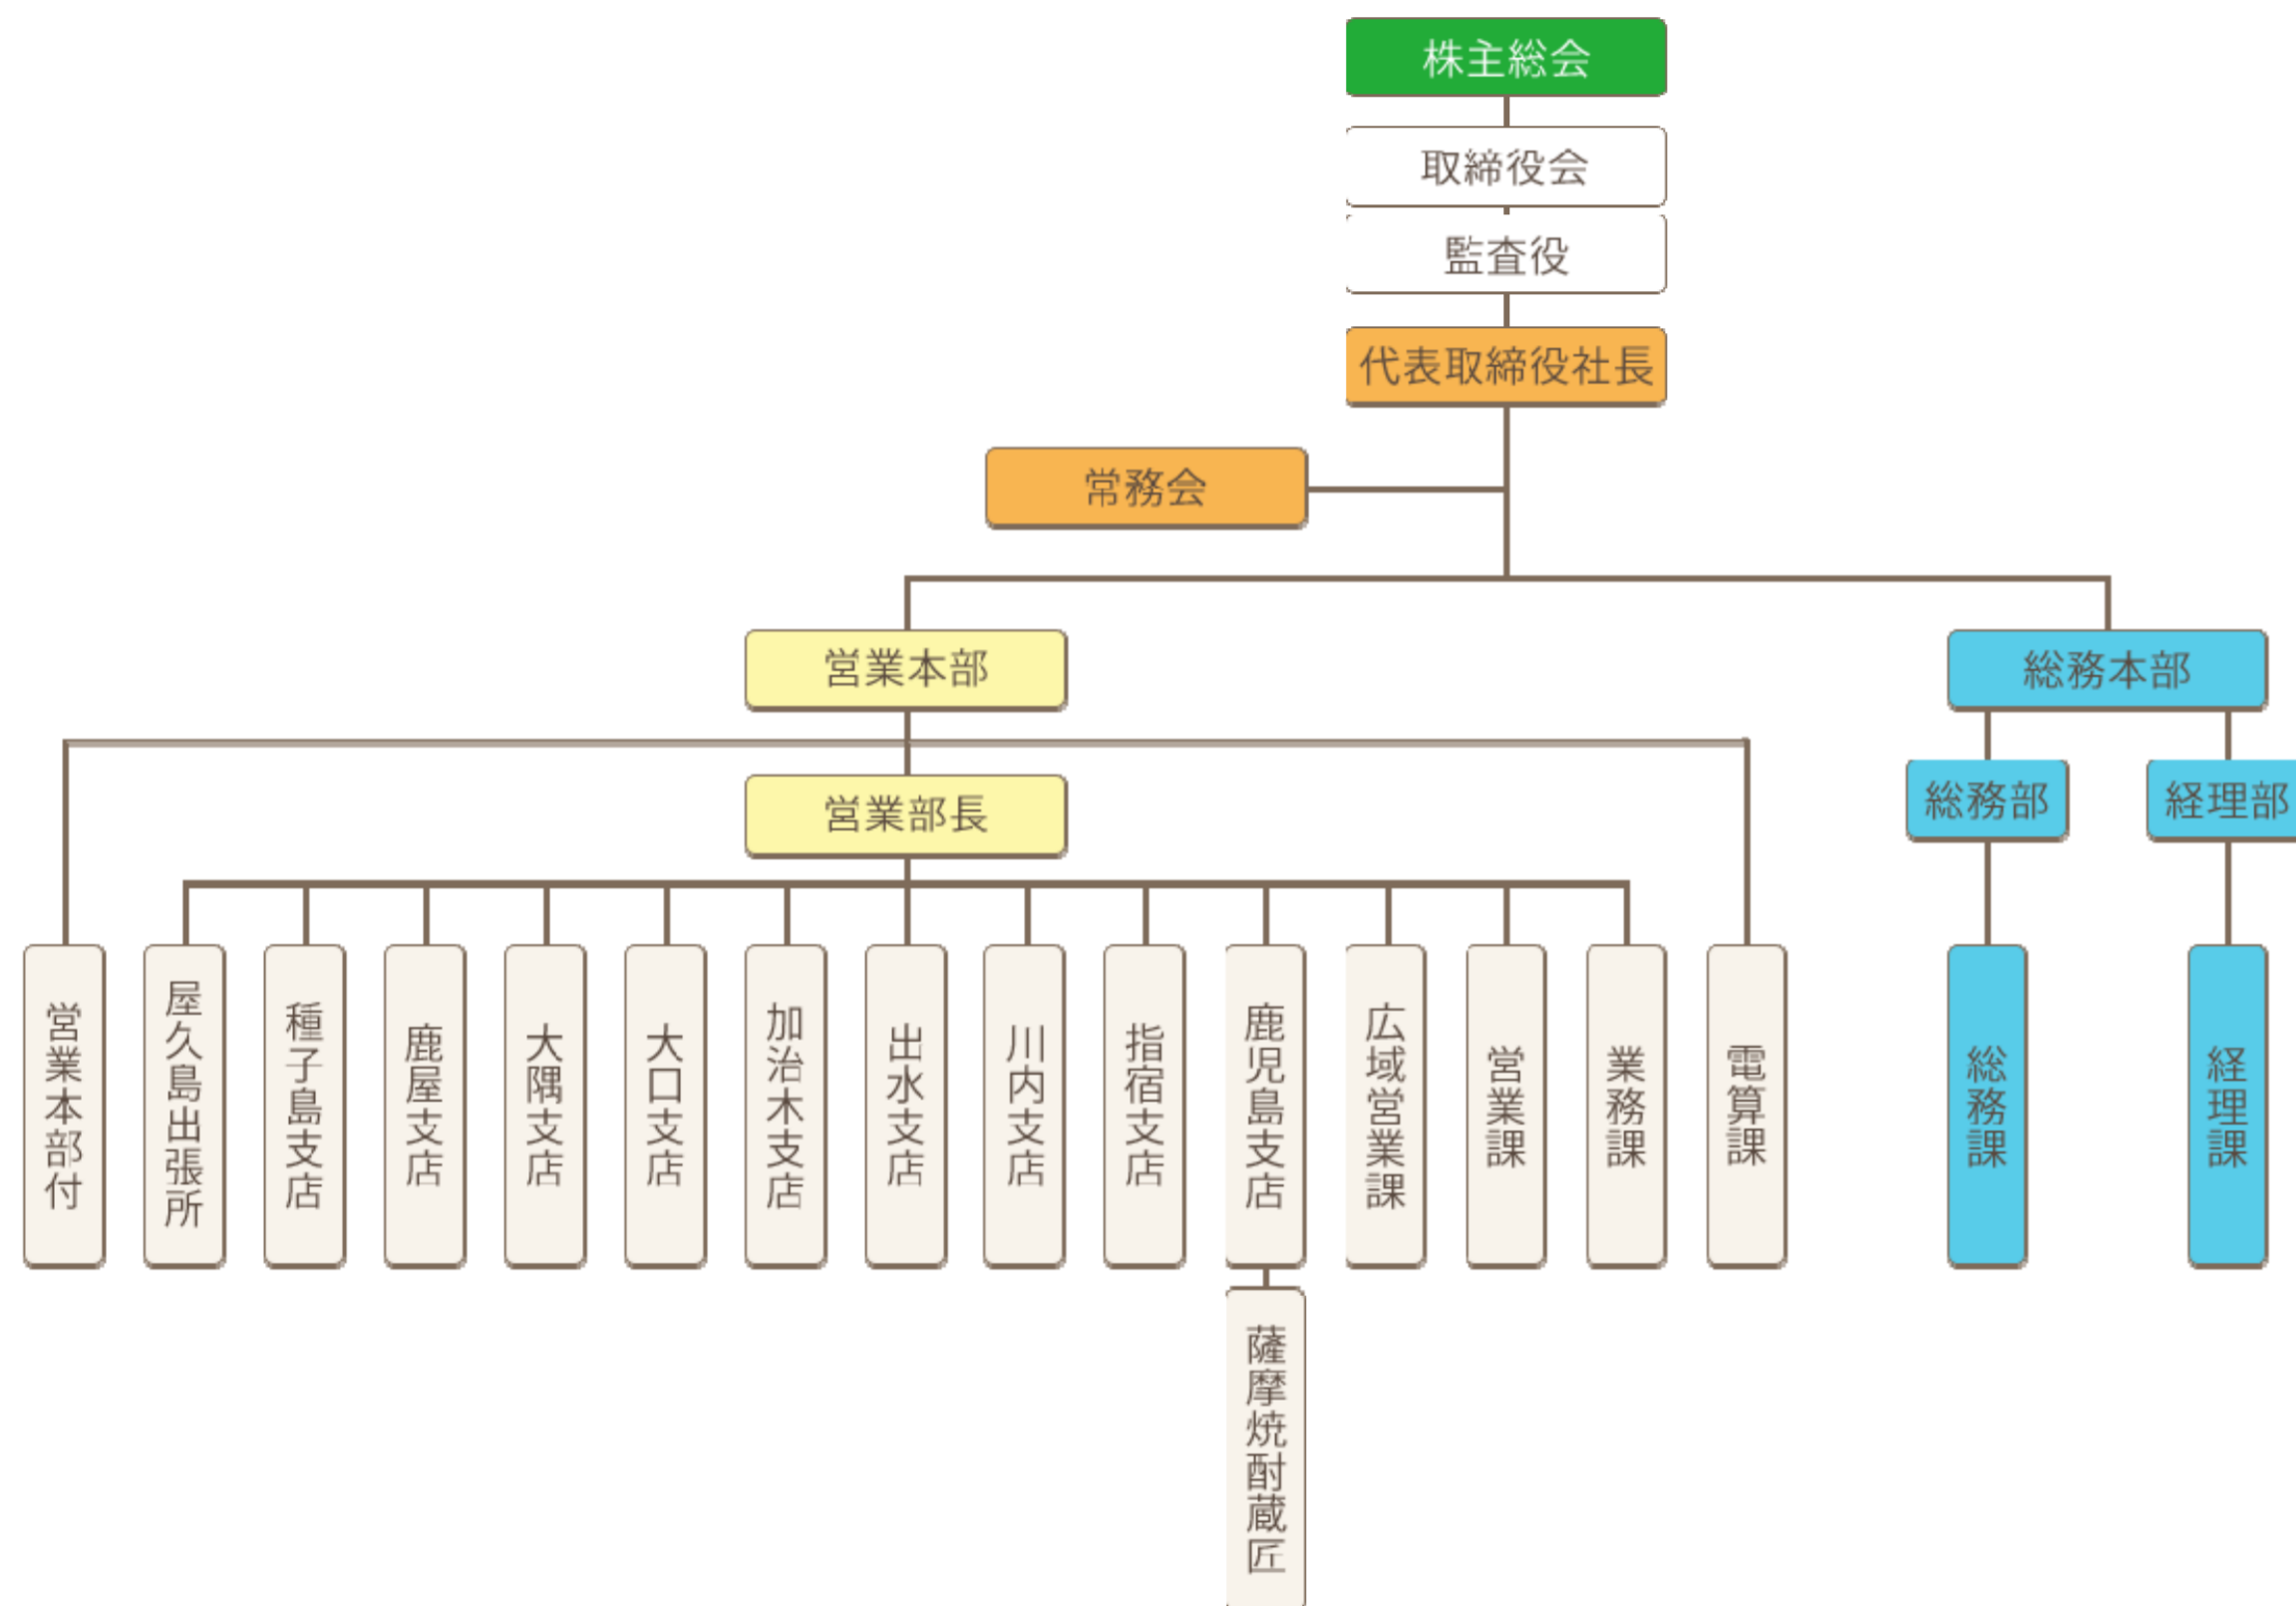 株主総会
取締役会
監査役
代表取締役社長
常務会
営業本部
総務本部
営業部長
総務部
経理部
営業本部付
屋久島出張所
種子島支店
鹿屋支店
大隅支店
大口支店
加治木支店
出水支店
川内支店
指宿支店
鹿児島支店
広域営業課
営業課
業務課
電算課
総務課
経理課
薩摩焼酎蔵匠